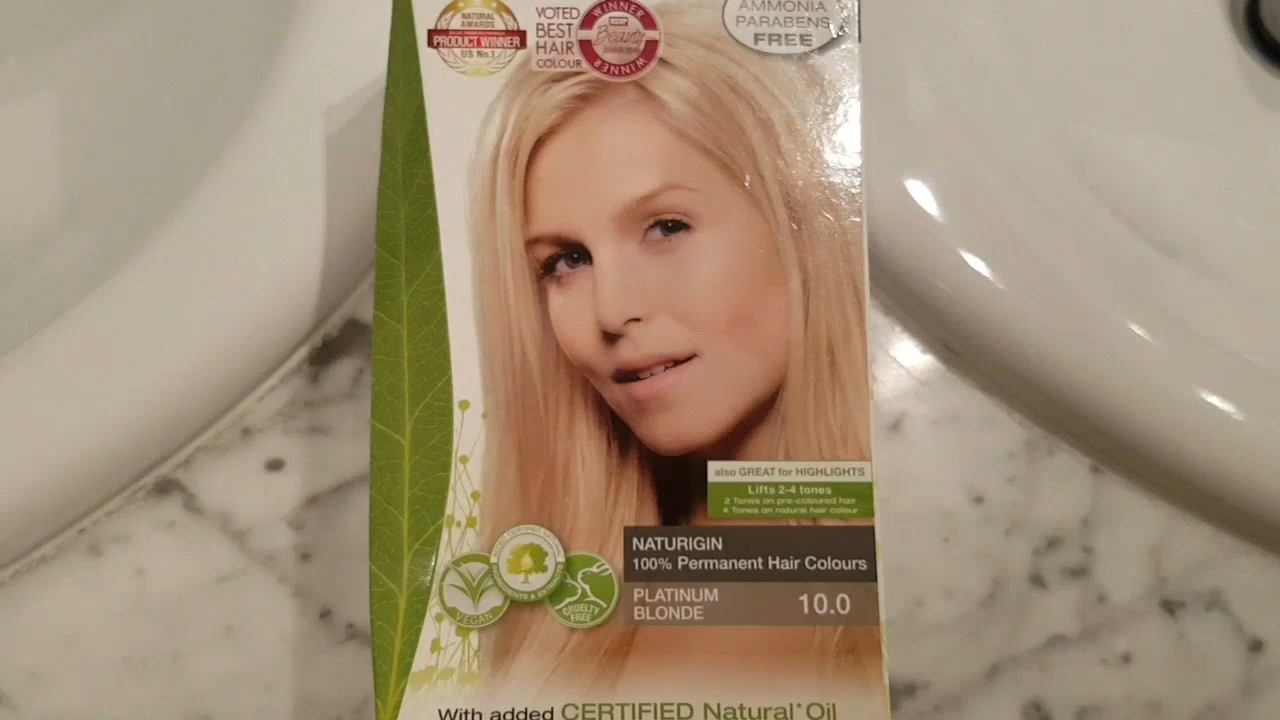 NATURAL
AWARDS
PRODUCT WINNER
US No.1
VOTED
BEST
HAIR
COLOUR
WINNER
RSVP
Beauty
WINNER
AMMONIA
PARABENS
FREE
also GREAT for HIGHLIGHTS
Lifts 2-4 tones
2 Tones on pre-coloured hair
4 Tones on natural hair colour
NATURIGIN
100% Permanent Hair Colours
PLATINUM
BLONDE
10.0
VEGAN
CRUELTY
FREE
With added CERTIFIED Natural* Oil